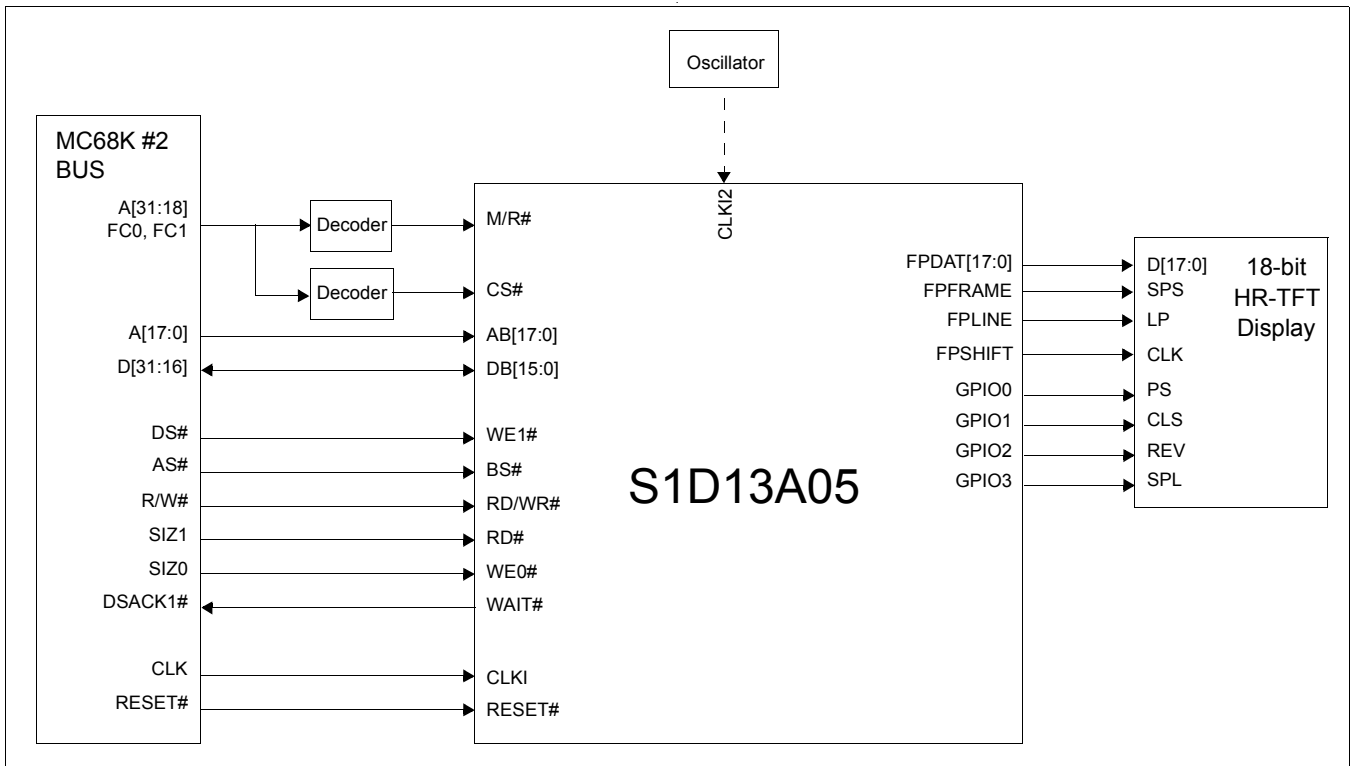 Oscillator
MC68K #2
BUS
A[31:18]
FC0, FC1
A[17:0]
D[31:16]
DS#
AS#
R/W#
SIZ1
SIZ0
DSACK1#
CLK
RESET#
Decoder
Decoder
M/R#
CS#
AB[17:0]
DB[15:0]
WE1#
BS#
RD/WR#
RD#
WE0#
WAIT#
CLKI
RESET#
CLKI2
S1D13A05
FPDAT[17:0]
FPFRAME
FPLINE
FPSHIFT
GPIO0
GPIO1
GPIO2
GPIO3
D[17:0]
SPS
LP
CLK
PS
CLS
REV
SPL
18-bit
HR-TFT
Display